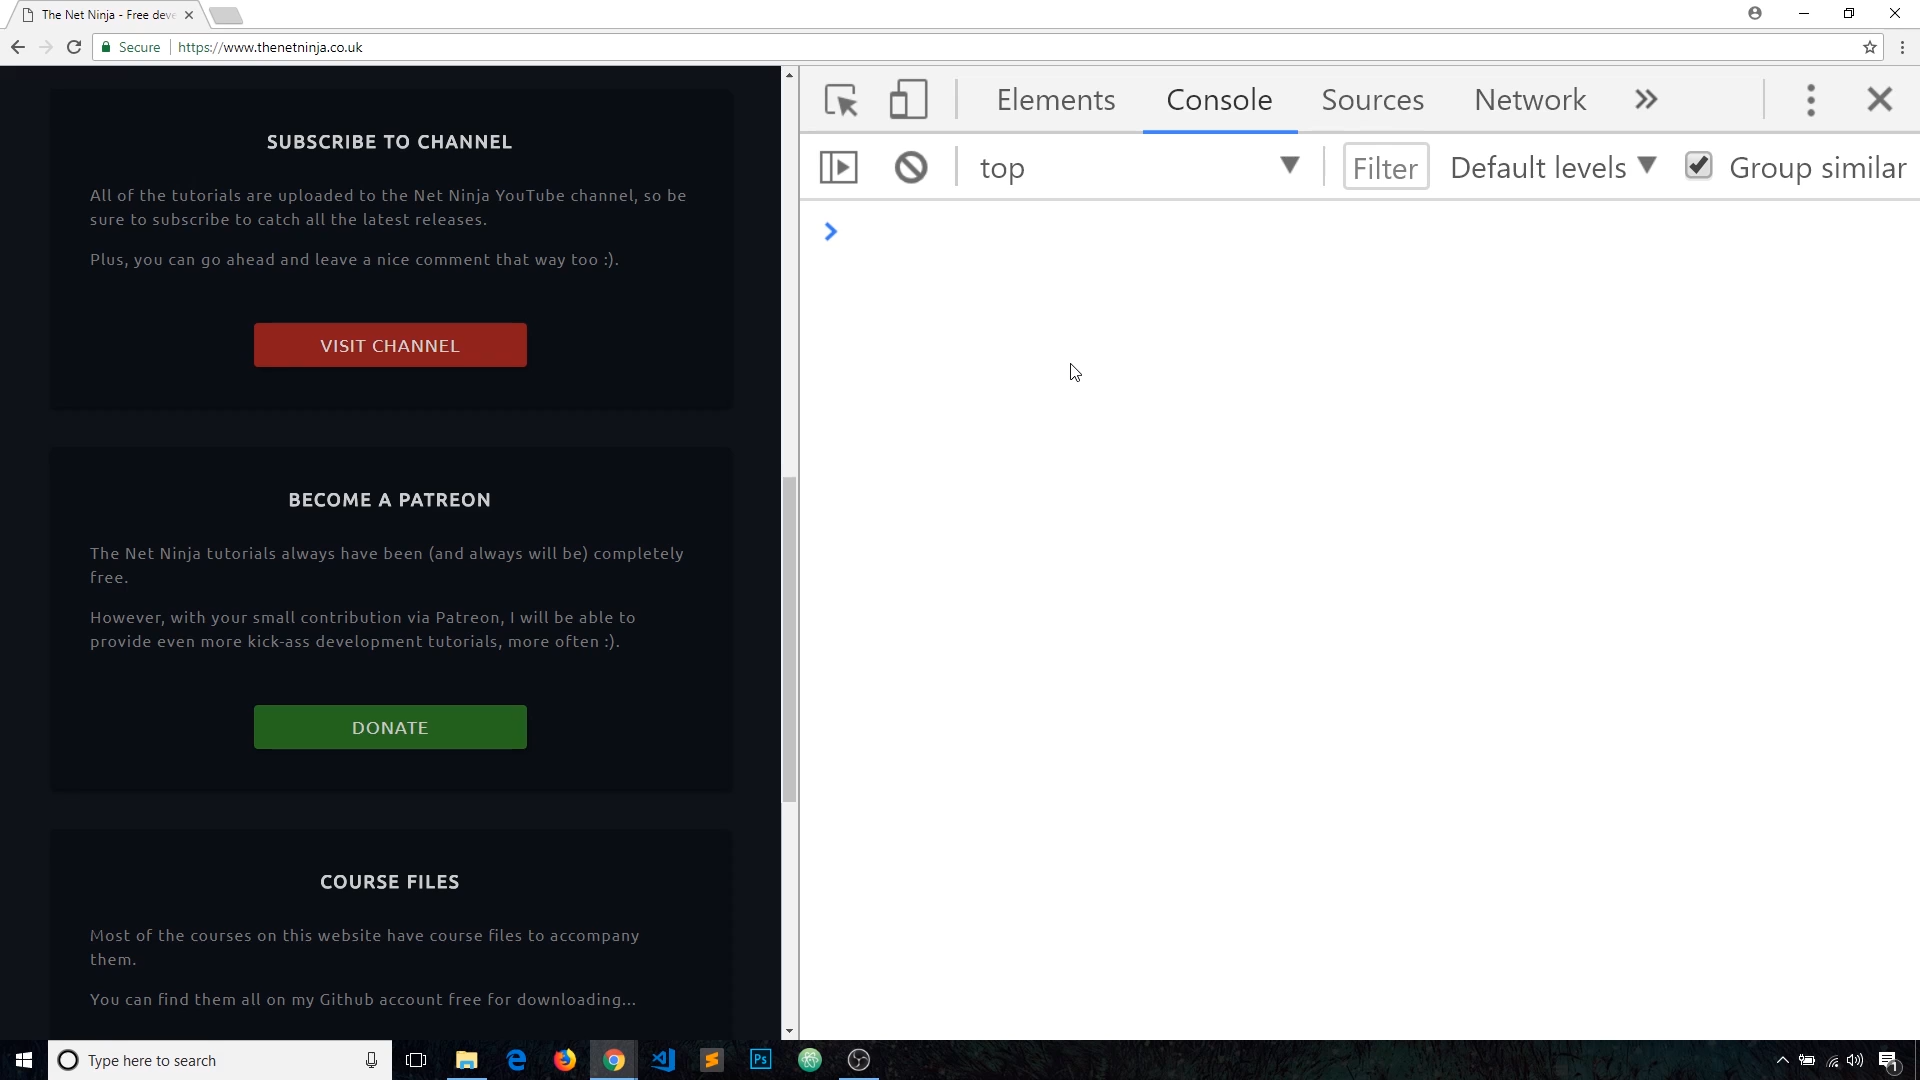 The Net Ninja - Free deve
Secure
https://www.thenetninja.co.uk
SUBSCRIBE TO CHANNEL
All of the tutorials are uploaded to the Net Ninja YouTube channel, so be
sure to subscribe to catch all the latest releases.
Plus, you can go ahead and leave a nice comment that way too :).
VISIT CHANNEL
BECOME A PATREON
The Net Ninja tutorials always have been (and always will be) completely
free.
However, with your small contribution via Patreon, I will be able to
provide even more kick-ass development tutorials, more often :).
DONATE
COURSE FILES
Most of the courses on this website have course files to accompany
them.
You can find them all on my Github account free for downloading...
Elements Console Sources Network
top Filter Default levels Group similar
Type here to search
Ps
1